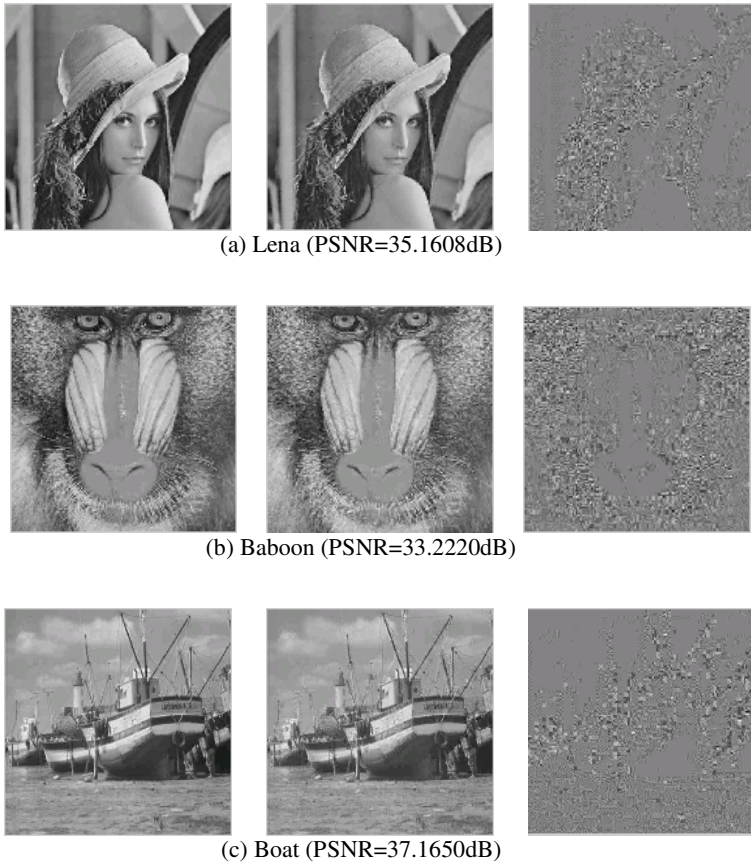 (a) Lena (PSNR=35.1608dB)
(b) Baboon (PSNR=33.2220dB)
(c) Boat (PSNR=37.1650dB)